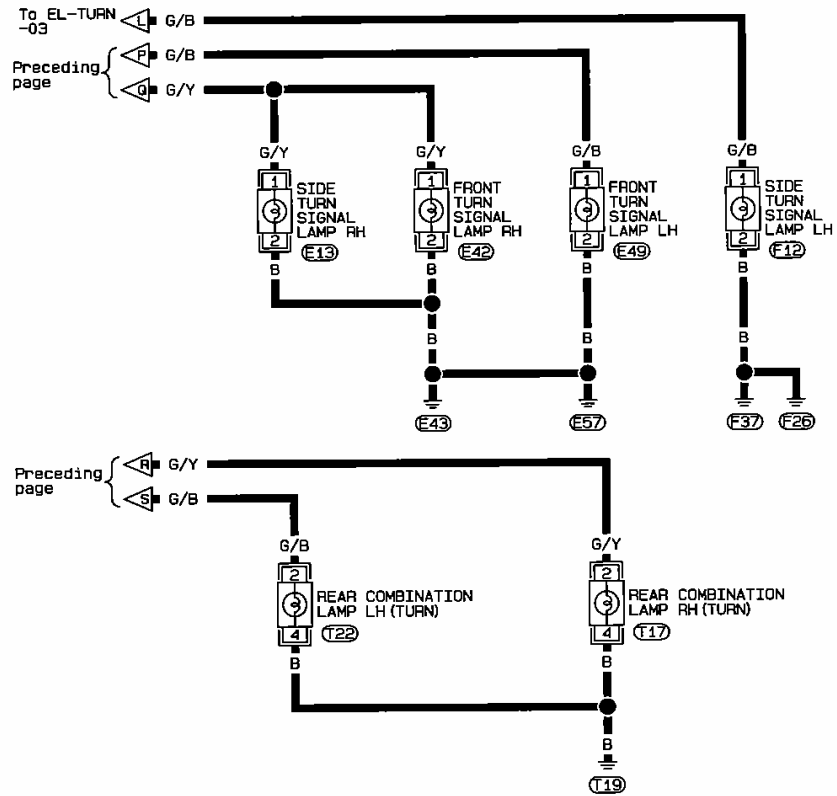 To EL-TURN
-03
L G/B
P G/B
Preceding
page
Q G/Y
G/Y G/Y G/B G/B
1 1 1 1
SIDE
TURN
SIGNAL
LAMP RH
FRONT
TURN
SIGNAL
LAMP RH
FRONT
TURN
SIGNAL
LAMP LH
SIDE
TURN
SIGNAL
LAMP LH
2 2 2 2
E13 E42 E49 F12
B B B B
B B B
E43 E57 F37 F26
R G/Y
Preceding
page
S G/B
G/B G/Y
2 2
REAR COMBINATION
LAMP LH (TURN)
REAR COMBINATION
LAMP RH (TURN)
4 4
T22 T17
B B
B
T19